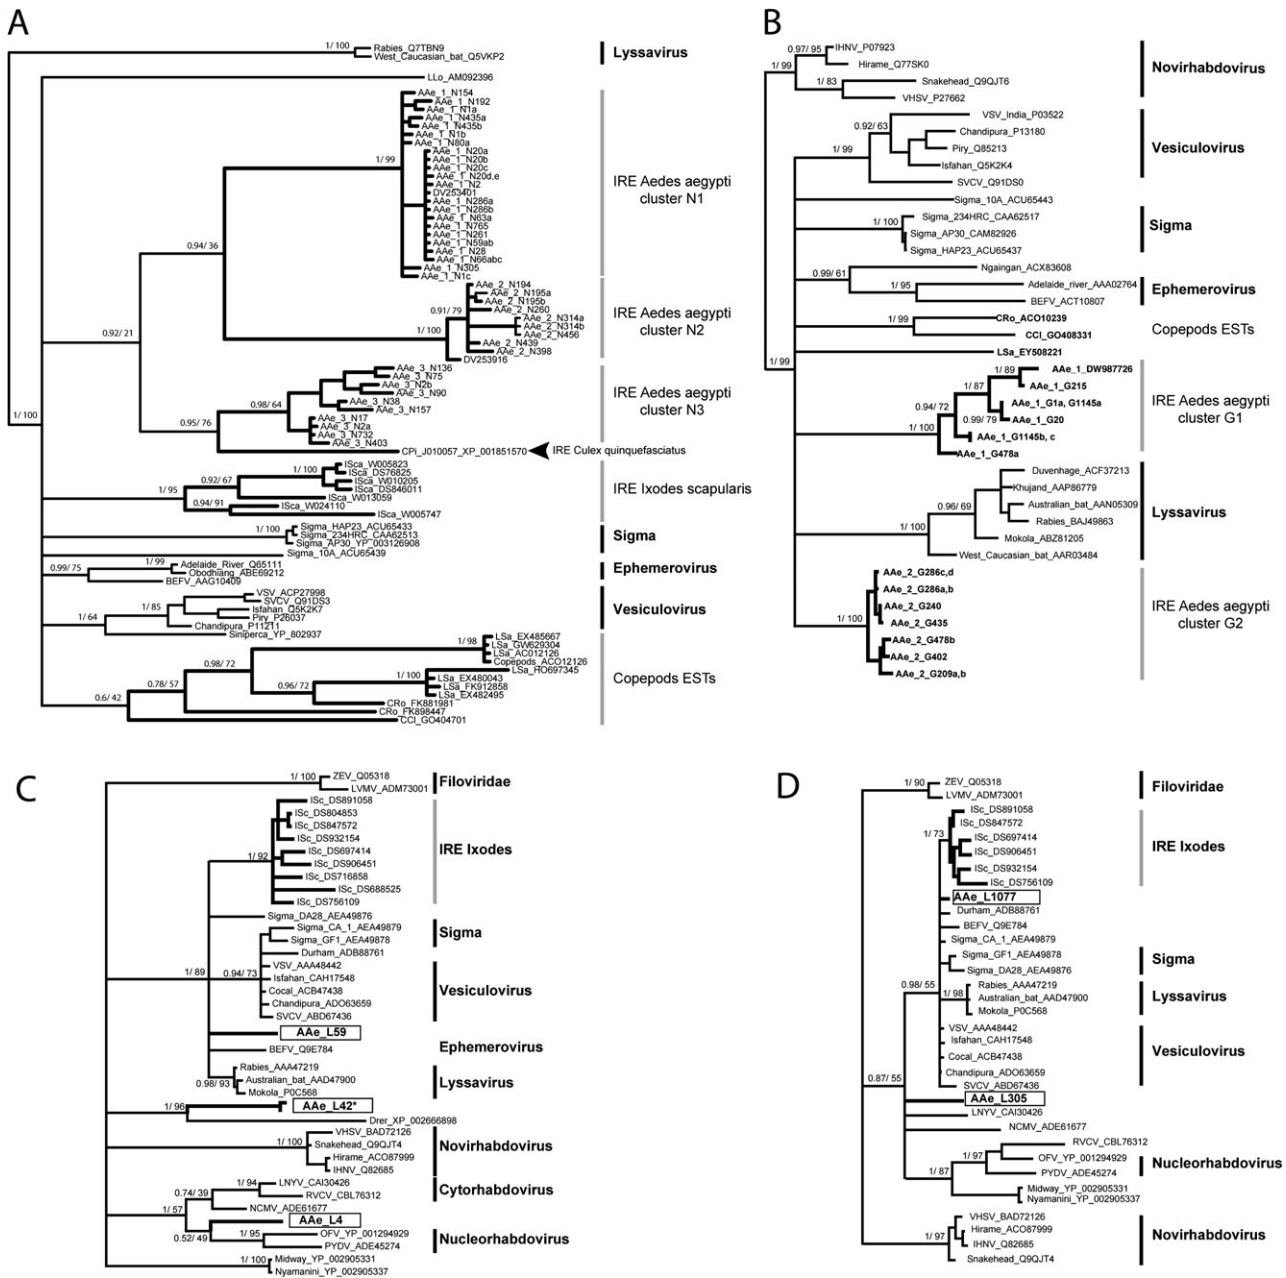 A
1/ 100
Rabies_Q7TBN9
West_Caucasian_bat_Q5VKP2
Lyssavirus
LLo_AM092396
AAe_1_N154
AAe_1_N192
AAe_1_N1a
AAe_1_N435a
AAe_1_N435b
AAe_1_N1b
AAe_1_N80a
1/ 99
AAe_1_N20a
AAe_1_N20b
AAe_1_N20c
AAe_1_N20d,e
AAe_1_N2
DV253401
AAe_1_N286a
AAe_1_N286b
AAe_1_N63a
AAe_1_N765
AAe_1_N261
AAe_1_N59ab
AAe_1_N28
AAe_1_N66abc
AAe_1_N305
AAe_1_N1c
IRE Aedes aegypti
cluster N1
0.94/ 36
AAe_2_N194
AAe_2_N195a
AAe_2_N195b
AAe_2_N260
0.91/ 79
AAe_2_N314a
AAe_2_N314b
AAe_2_N456
1/ 100
AAe_2_N439
AAe_2_N398
DV253916
IRE Aedes aegypti
cluster N2
0.92/ 21
AAe_3_N136
AAe_3_N75
AAe_3_N2b
AAe_3_N90
0.98/ 64
AAe_3_N38
AAe_3_N157
AAe_3_N17
AAe_3_N2a
AAe_3_N732
AAe_3_N403
0.95/ 76
IRE Aedes aegypti
cluster N3
1/ 100
CPi_J010057_XP_001851570
IRE Culex quinquefasciatus
ISca_W005823
ISca_DS76825
ISca_W010205
ISca_DS846011
ISca_W013059
ISca_W024110
ISca_W005747
1/ 100
0.92/ 67
1/ 95
0.94/ 91
IRE Ixodes scapularis
1/ 100
Sigma_HAP23_ACU65433
Sigma_234HRC_CAA62513
Sigma_AP30_YP_003126908
Sigma_10A_ACU65439
Sigma
1/ 99
0.99/ 75
Adelaide_River_Q65111
Obodhiang_ABE69212
BEFV_AAG10409
Ephemerovirus
VSV_ACP27998
SVCV_Q91DS3
Isfahan_Q5K2K7
Piry_P26037
Chandipura_P11211
Siniperca_YP_802937
1/ 85
1/ 64
Vesiculovirus
1/ 98
LSa_EX485667
LSa_GW629304
LSa_AC012126
Copepods_ACO12126
LSa_HO697345
0.98/ 72
1/ 100
LSa_EX480043
LSa_FK912858
LSa_EX482495
0.78/ 57
0.96/ 72
CRo_FK881981
0.6/ 42
CRo_FK898447
CCl_GO404701
Copepods ESTs
B
0.97/ 95
IHNV_P07923
Hirame_Q77SK0
1/ 99
1/ 83
Snakehead_Q9QJT6
VHSV_P27662
Novirhabdovirus
VSV_India_P03522
0.92/ 63
Chandipura_P13180
Piry_Q85213
1/ 99
Isfahan_Q5K2K4
SVCV_Q91DS0
Vesiculovirus
Sigma_10A_ACU65443
1/ 100
Sigma_234HRC_CAA62517
Sigma_AP30_CAM82926
Sigma_HAP23_ACU65437
Sigma
0.99/ 61
Ngaingan_ACX83608
1/ 95
Adelaide_river_AAA02764
BEFV_ACT10807
Ephemerovirus
1/ 99
CRo_ACO10239
CCl_GO408331
Copepods ESTs
1/ 99
LSa_EY508221
1/ 89
AAe_1_DW987726
1/ 87
AAe_1_G215
0.94/ 72
AAe_1_G1a, G1145a
0.99/ 79
AAe_1_G20
1/ 100
AAe_1_G1145b, c
AAe_1_G478a
IRE Aedes aegypti
cluster G1
Duvenhage_ACF37213
Khujand_AAP86779
0.96/ 69
Australian_bat_AAN05309
Rabies_BAJ49863
1/ 100
Mokola_ABZ81205
West_Caucasian_bat_AAR03484
Lyssavirus
AAe_2_G286c,d
AAe_2_G286a,b
AAe_2_G240
1/ 100
AAe_2_G435
AAe_2_G478b
AAe_2_G402
AAe_2_G209a,b
IRE Aedes aegypti
cluster G2
C
1/ 100
ZEV_Q05318
LVMV_ADM73001
Filoviridae
ISc_DS891058
ISc_DS804853
ISc_DS847572
ISc_DS932154
1/ 92
ISc_DS697414
ISc_DS906451
ISc_DS716858
ISc_DS688525
ISc_DS756109
IRE Ixodes
Sigma_DA28_AEA49876
Sigma_CA_1_AEA49879
Sigma_GF1_AEA49878
Sigma
Durham_ADB88761
1/ 89
0.94/ 73
VSV_AAA48442
Isfahan_CAH17548
Cocal_ACB47438
Chandipura_ADO63659
SVCV_ABD67436
Vesiculovirus
AAe_L59
BEFV_Q9E784
Ephemerovirus
Rabies_AAA47219
0.98/ 93
Australian_bat_AAD47900
Mokola_P0C568
Lyssavirus
1/ 96
AAe_L42*
Drer_XP_002666898
1/ 100
VHSV_BAD72126
Snakehead_Q9QJT4
Hirame_ACO87999
IHNV_Q82685
Novirhabdovirus
1/ 94
LNYV_CAI30426
RVCV_CBL76312
0.74/ 39
NCMV_ADE61677
Cytorhabdovirus
1/ 57
AAe_L4
0.52/ 49
1/ 95
OFV_YP_001294929
PYDV_ADE45274
Nucleorhabdovirus
1/ 100
Midway_YP_002905331
Nyamanini_YP_002905337
D
1/ 90
ZEV_Q05318
LVMV_ADM73001
Filoviridae
ISc_DS891058
ISc_DS847572
1/ 73
ISc_DS697414
ISc_DS906451
ISc_DS932154
ISc_DS756109
IRE Ixodes
AAe_L1077
Durham_ADB88761
BEFV_Q9E784
Sigma_CA_1_AEA49879
Sigma_GF1_AEA49878
Sigma_DA28_AEA49876
Sigma
0.98/ 55
1/ 98
Rabies_AAA47219
Australian_bat_AAD47900
Mokola_P0C568
Lyssavirus
VSV_AAA48442
Isfahan_CAH17548
Cocal_ACB47438
Chandipura_ADO63659
SVCV_ABD67436
Vesiculovirus
0.87/ 55
AAe_L305
LNYV_CAI30426
NCMV_ADE61677
RVCV_CBL76312
1/ 97
OFV_YP_001294929
1/ 87
PYDV_ADE45274
Nucleorhabdovirus
Midway_YP_002905331
Nyamanini_YP_002905337
VHSV_BAD72126
Hirame_ACO87999
1/ 97
IHNV_Q82685
Snakehead_Q9QJT4
Novirhabdovirus